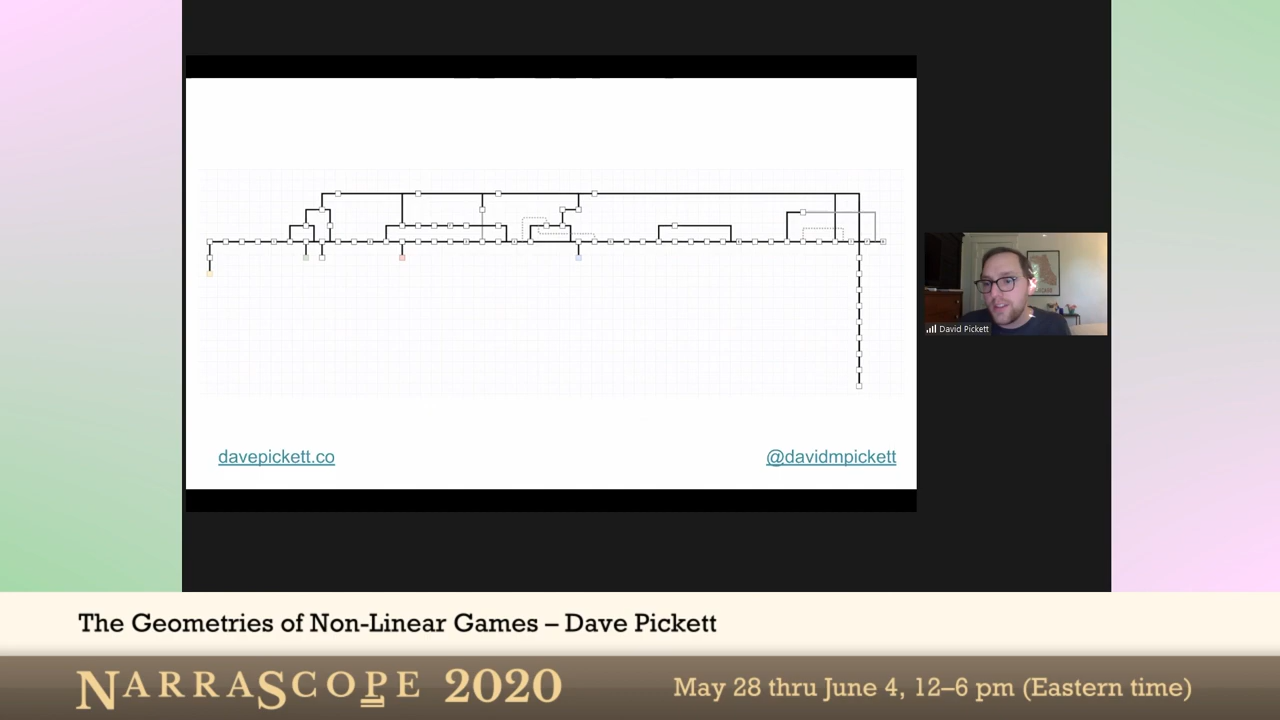 davepickett.co
@davidmpickett
David Pickett
The Geometries of Non-Linear Games – Dave Pickett
NARRASCOPE 2020
May 28 thru June 4, 12–6 pm (Eastern time)